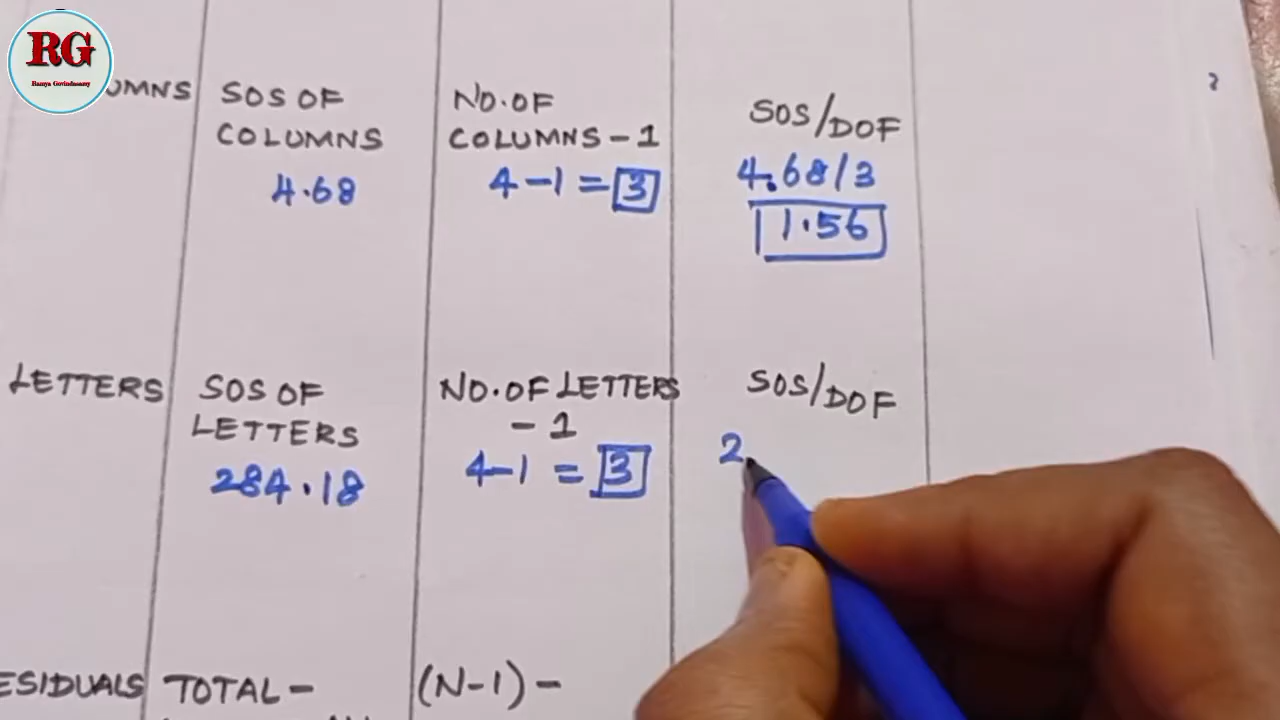 RG
Ramya Govindasamy
UMNS
SOS OF
COLUMNS
4.68
NO. OF
COLUMNS - 1
4 - 1 = 3
SOS/DOF
4.68/3
1.56
LETTERS
SOS OF
LETTERS
284.18
NO. OF LETTERS
- 1
4 - 1 = 3
SOS/DOF
2
ESIDUALS
TOTAL -
(N-1) -